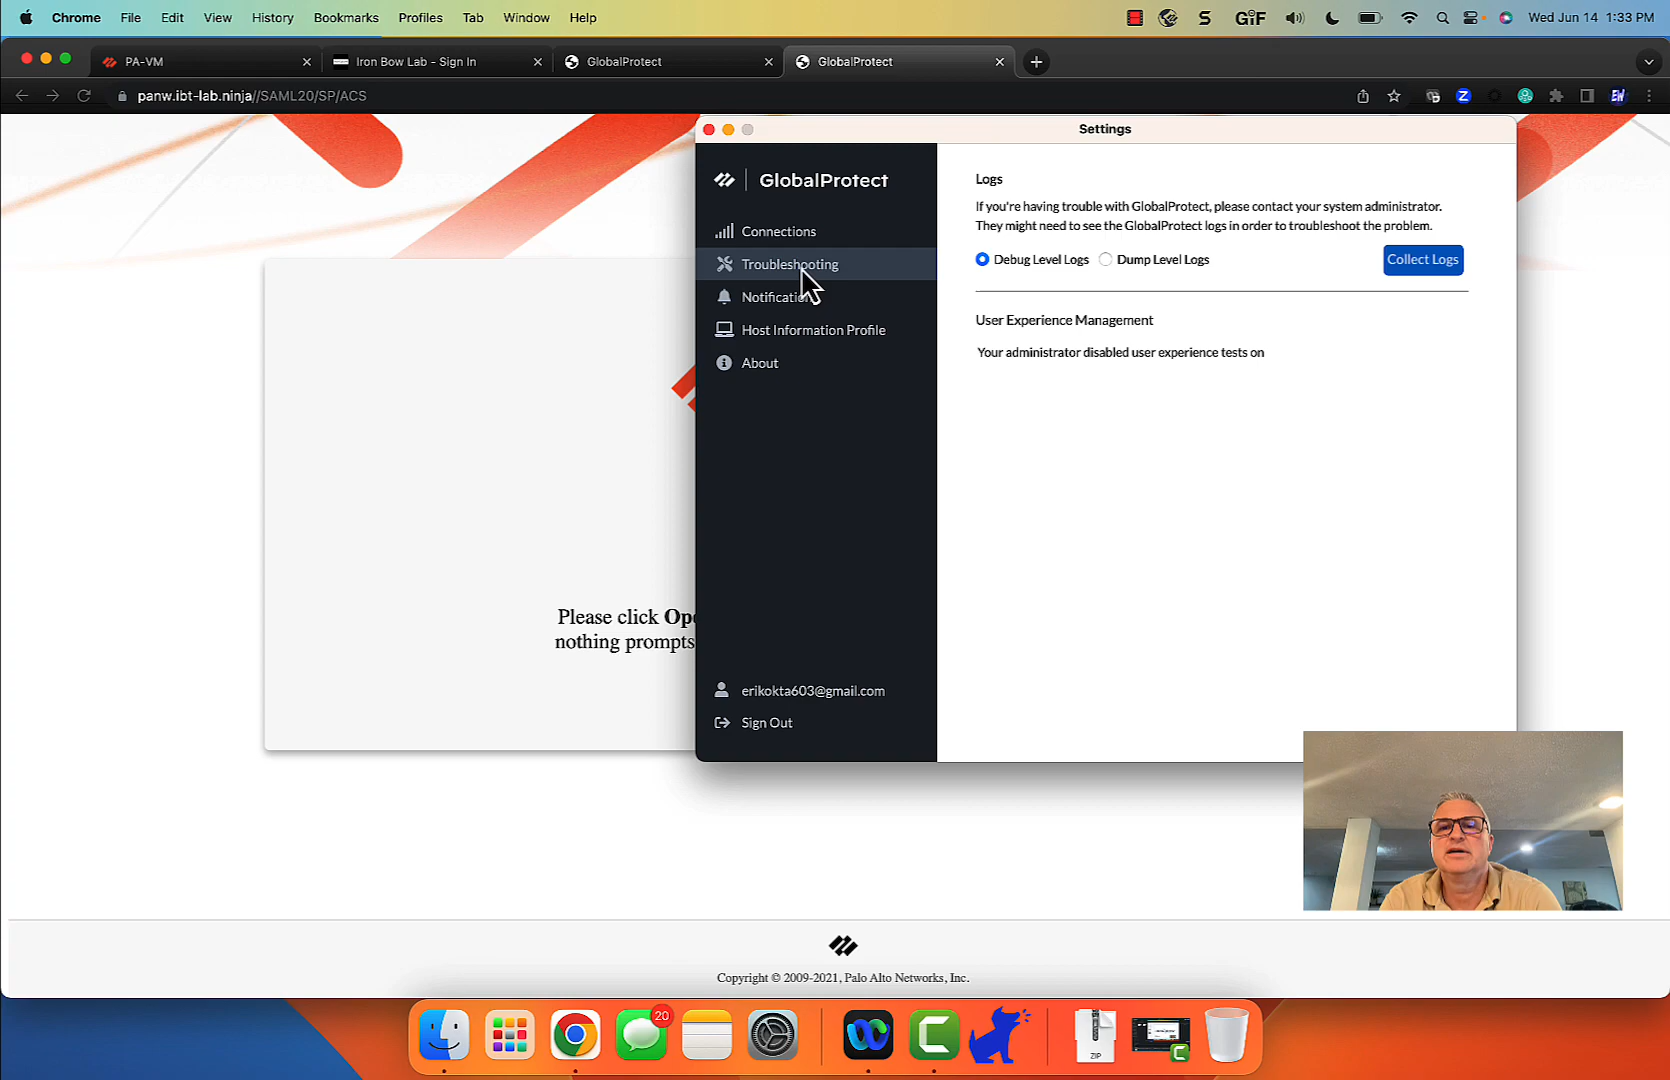 Chrome File Edit View History Bookmarks Profiles Tab Window Help
S GiF Wed Jun 14 1:33 PM
PA-VM
Iron Bow Lab - Sign In
GlobalProtect
GlobalProtect
panw.ibt-lab.ninja//SAML20/SP/ACS
EW
Settings
GlobalProtect
Connections
Troubleshooting
Host Information Profile
About
erikokta603@gmail.com
Sign Out
Logs
If you're having trouble with GlobalProtect, please contact your system administrator.
They might need to see the GlobalProtect logs in order to troubleshoot the problem.
Debug Level Logs Dump Level Logs Collect Logs
User Experience Management
Your administrator disabled user experience tests on
Please click
nothing prompts
Copyright © 2009-2021, Palo Alto Networks, Inc.
20
ZIP